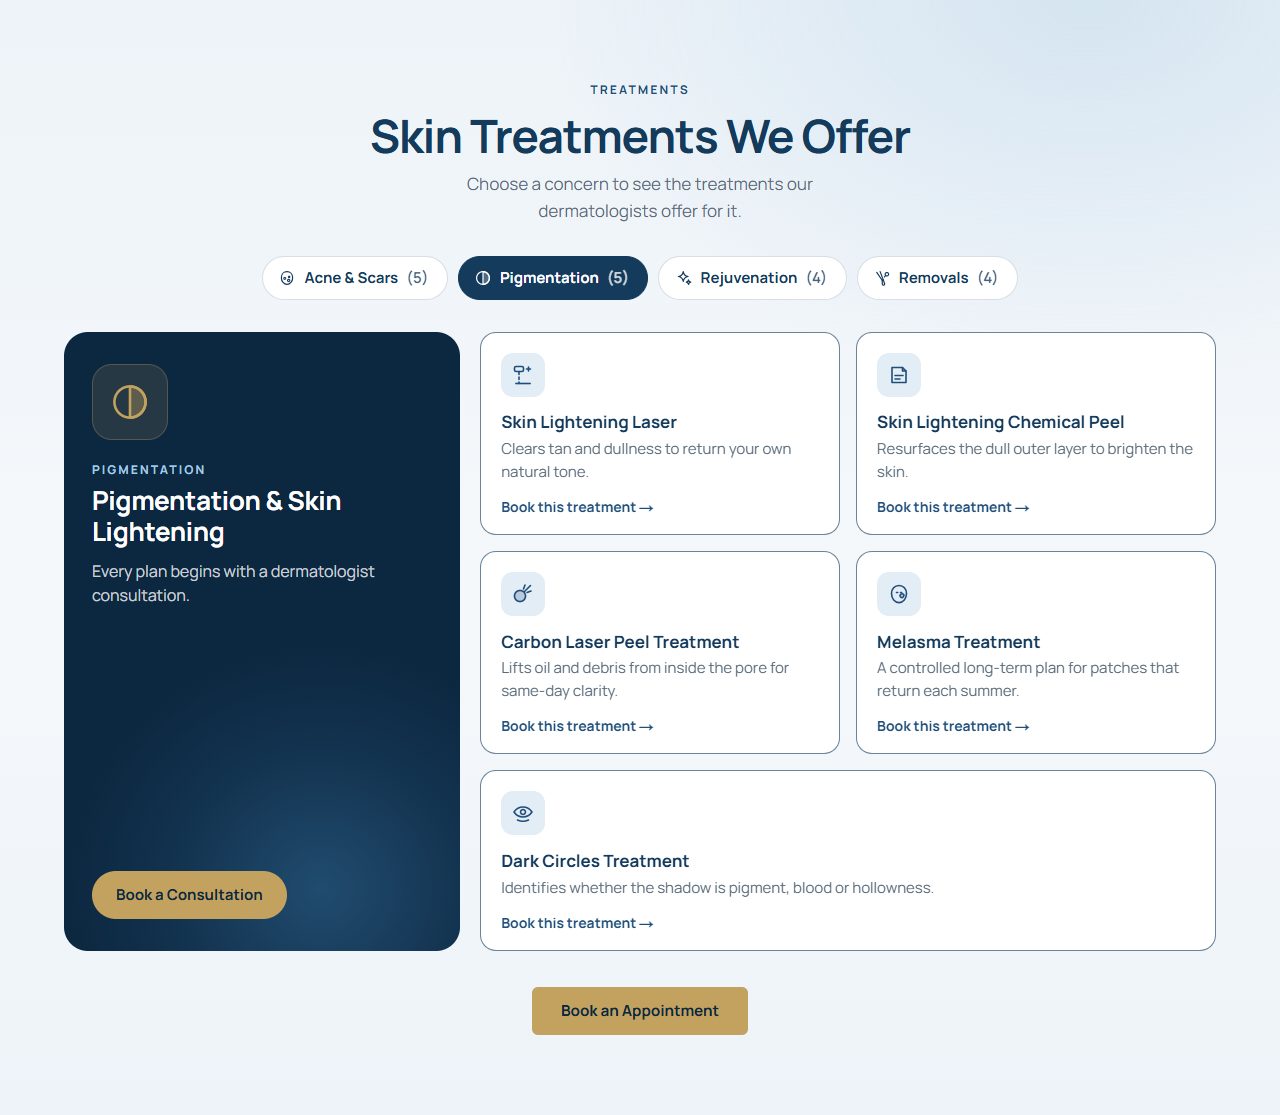 TREATMENTS
Skin Treatments We Offer
Choose a concern to see the treatments our
dermatologists offer for it.
Acne & Scars (5)
Pigmentation (5)
Rejuvenation (4)
Removals (4)
PIGMENTATION
Pigmentation & Skin
Lightening
Every plan begins with a dermatologist
consultation.
Book a Consultation
Skin Lightening Laser
Clears tan and dullness to return your own
natural tone.
Book this treatment →
Skin Lightening Chemical Peel
Resurfaces the dull outer layer to brighten the
skin.
Book this treatment →
Carbon Laser Peel Treatment
Lifts oil and debris from inside the pore for
same-day clarity.
Book this treatment →
Melasma Treatment
A controlled long-term plan for patches that
return each summer.
Book this treatment →
Dark Circles Treatment
Identifies whether the shadow is pigment, blood or hollowness.
Book this treatment →
Book an Appointment